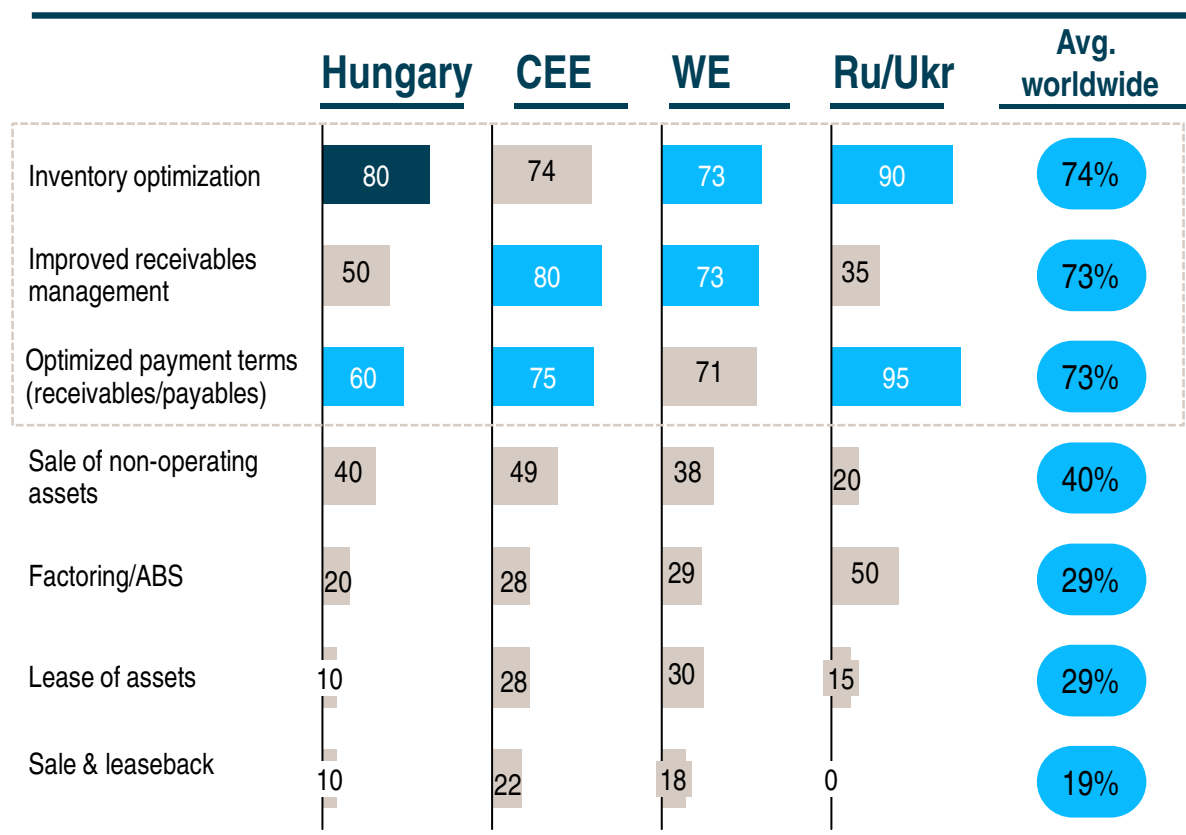 Hungary CEE WE Ru/Ukr Avg.
worldwide
Inventory optimization 80 74 73 90 74%
Improved receivables
management 50 80 73 35 73%
Optimized payment terms
(receivables/payables) 60 75 71 95 73%
Sale of non-operating
assets 40 49 38 20 40%
Factoring/ABS 20 28 29 50 29%
Lease of assets 10 28 30 15 29%
Sale & leaseback 10 22 18 0 19%